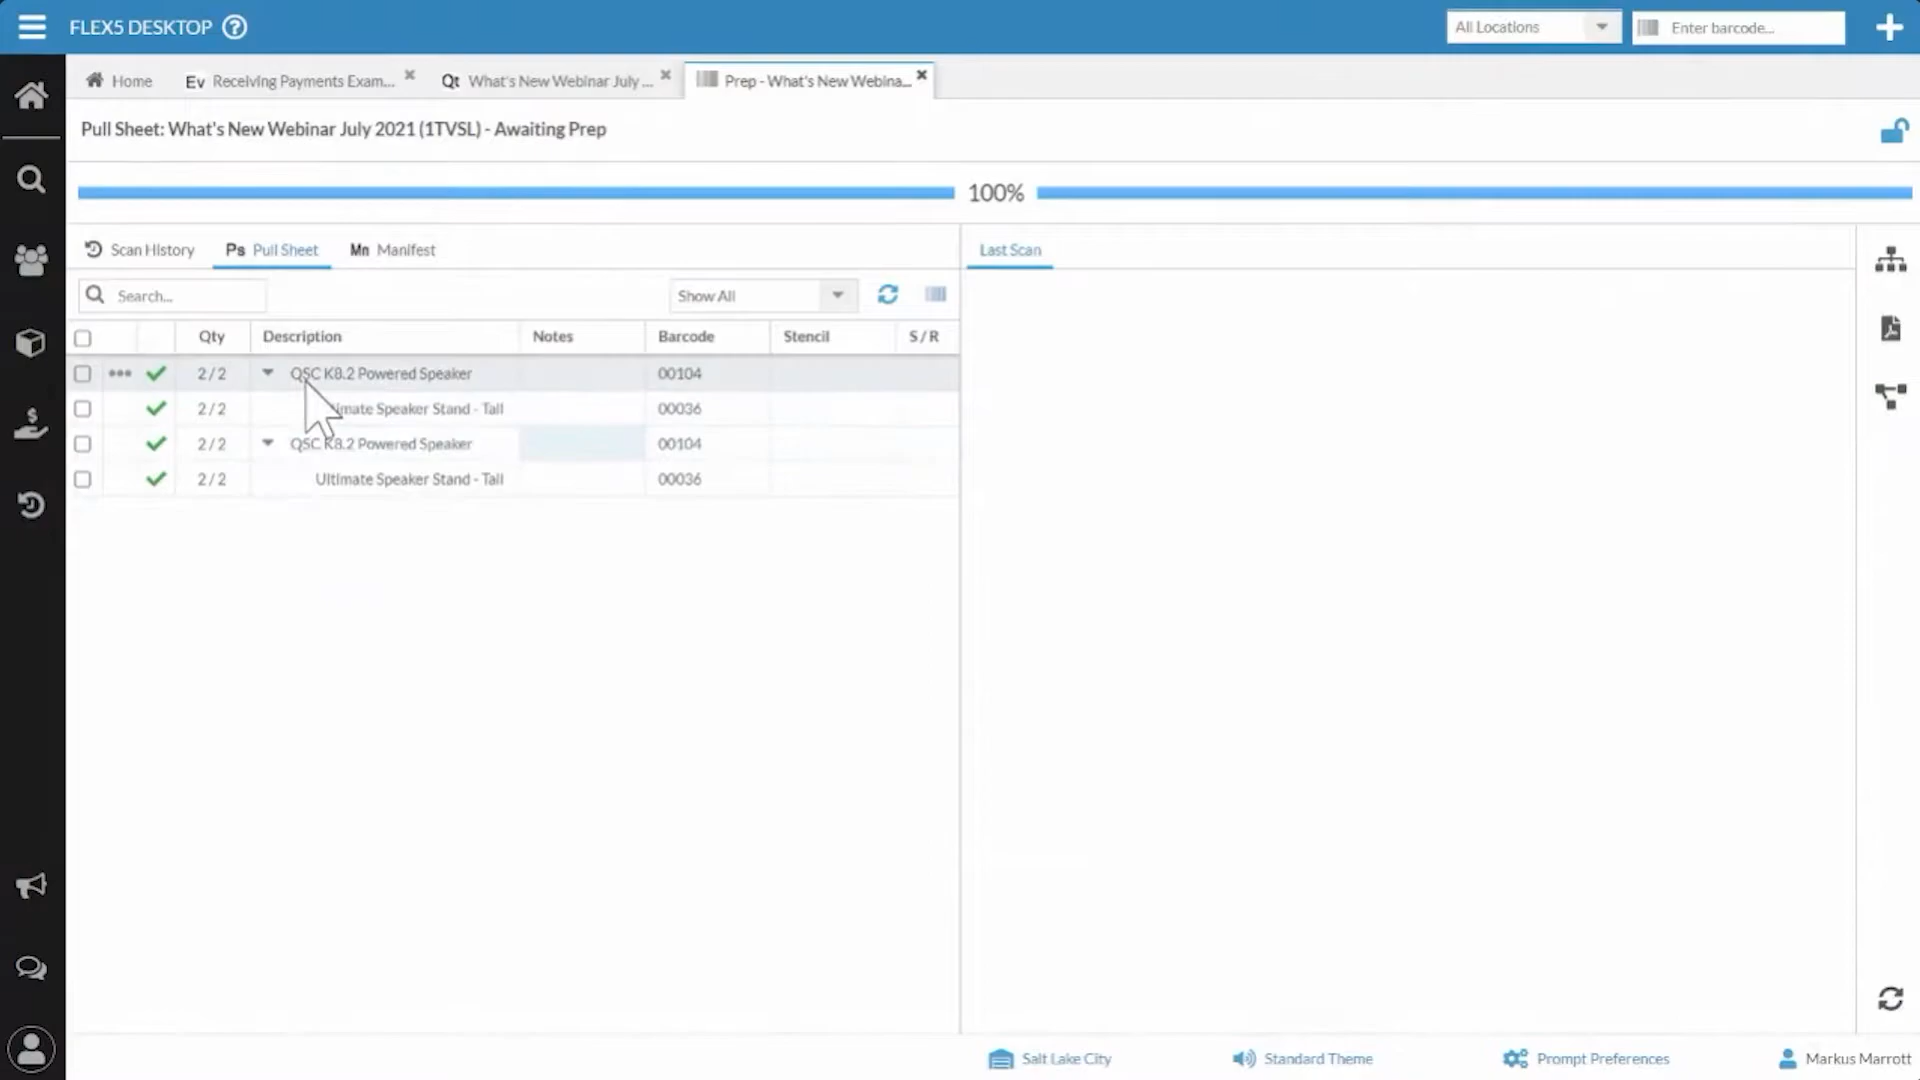 FLEX5 DESKTOP
All Locations
Enter barcode...
Home
Ev Receiving Payments Exam...
Qt What's New Webinar July ...
Prep - What's New Webina...
Pull Sheet: What's New Webinar July 2021 (1TVSL) - Awaiting Prep
100%
Scan History
Ps Pull Sheet
Mn Manifest
Last Scan
Search...
Show All
Qty Description Notes Barcode Stencil S / R
2 / 2 QSC K8.2 Powered Speaker 00104
2 / 2 imate Speaker Stand - Tall 00036
2 / 2 QSC K8.2 Powered Speaker 00104
2 / 2 Ultimate Speaker Stand - Tall 00036
Salt Lake City
Standard Theme
Prompt Preferences
Markus Marrott